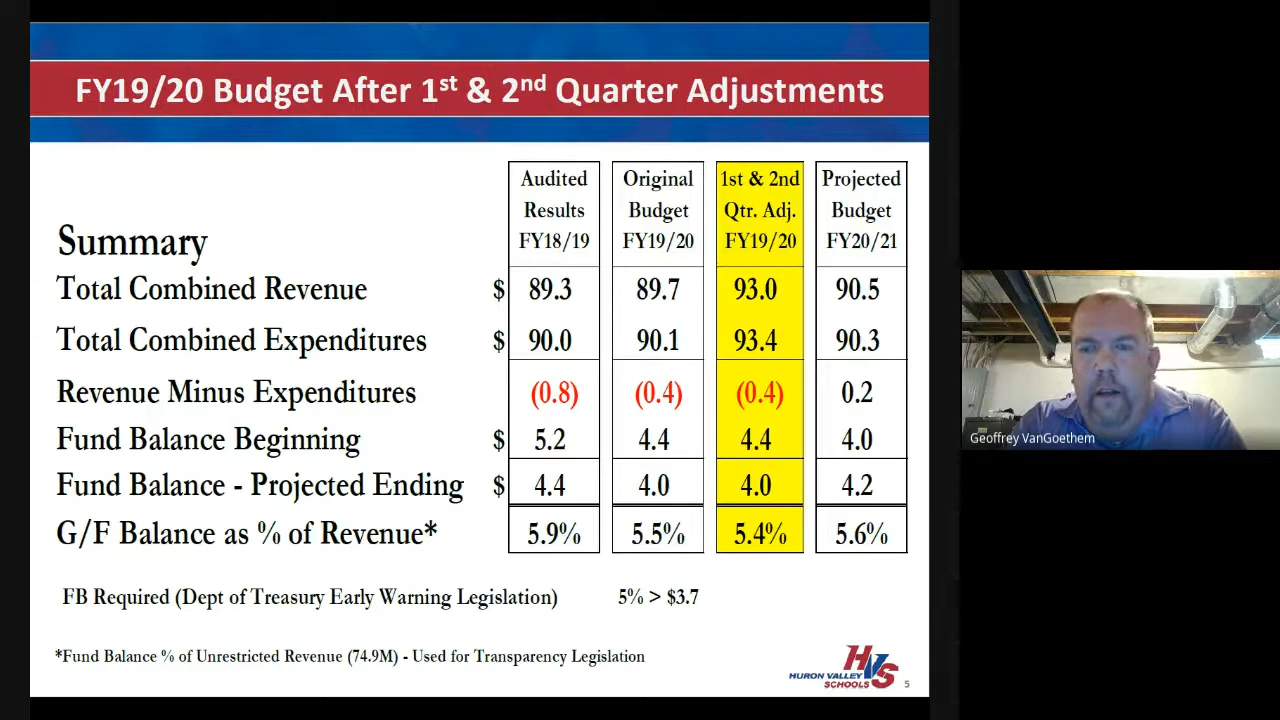 FY19/20 Budget After 1st & 2nd Quarter Adjustments
Audited Results FY18/19
Original Budget FY19/20
1st & 2nd Qtr. Adj. FY19/20
Projected Budget FY20/21
Summary
Total Combined Revenue $ 89.3 89.7 93.0 90.5
Total Combined Expenditures $ 90.0 90.1 93.4 90.3
Revenue Minus Expenditures (0.8) (0.4) (0.4) 0.2
Fund Balance Beginning $ 5.2 4.4 4.4 4.0
Fund Balance - Projected Ending $ 4.4 4.0 4.0 4.2
G/F Balance as % of Revenue* 5.9% 5.5% 5.4% 5.6%
FB Required (Dept of Treasury Early Warning Legislation) 5% > $3.7
*Fund Balance % of Unrestricted Revenue (74.9M) - Used for Transparency Legislation
HVS
HURON VALLEY
SCHOOLS
5
Geoffrey VanGoethem